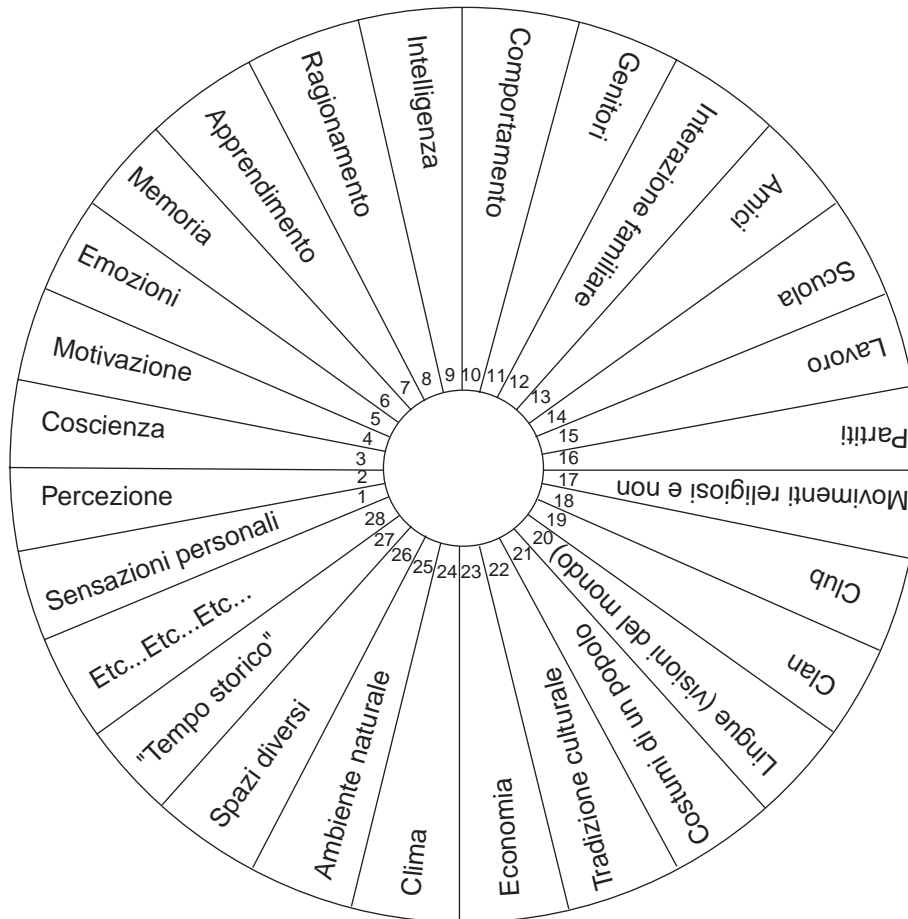 Sensazioni personali 1
Percezione 2
Coscienza 3
Motivazione 4
Emozioni 5
Memoria 6
Apprendimento 7
Ragionamento 8
Intelligenza 9
Comportamento 10
Genitori 11
Interazione familiare 12
Amici 13
Scuola 14
Lavoro 15
Partiti 16
Movimenti religiosi e non 17
Club 18
Clan 19
Lingue (visioni del mondo) 20
Costumi di un popolo 21
Tradizione culturale 22
Economia 23
Clima 24
Ambiente naturale 25
Spazi diversi 26
"Tempo storico" 27
Etc...Etc...Etc... 28